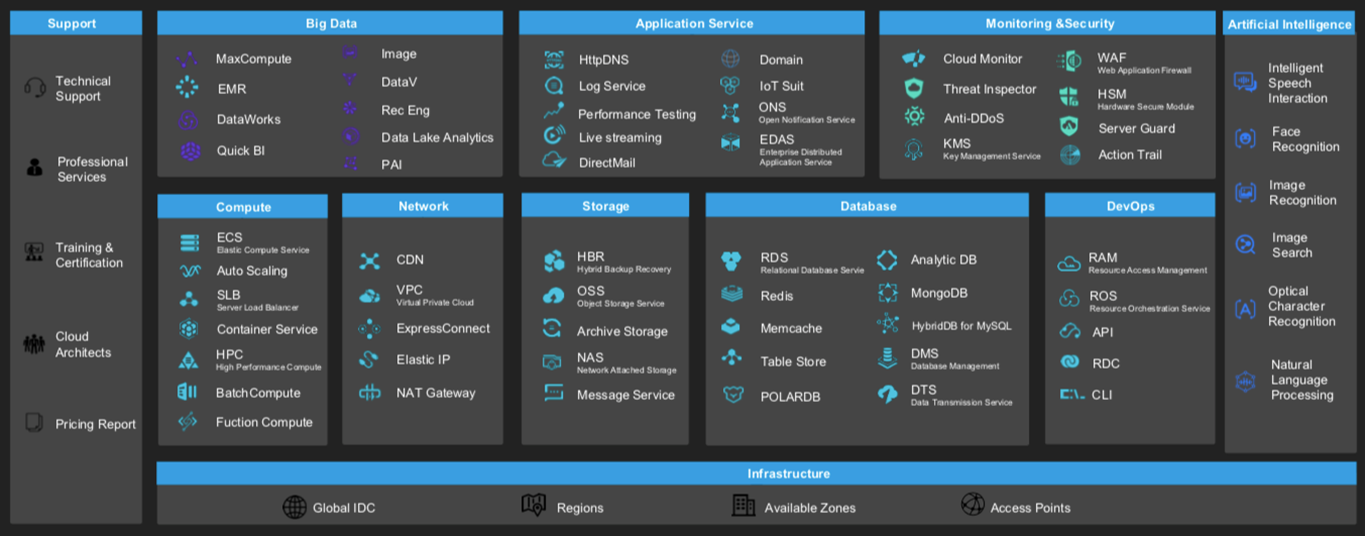 Support
Technical
Support
Professional
Services
Training &
Certification
Cloud
Architects
Pricing Report
Big Data
MaxCompute
EMR
DataWorks
Quick BI
Image
DataV
Rec Eng
Data Lake Analytics
PAI
Application Service
HttpDNS
Log Service
Performance Testing
Live streaming
DirectMail
Domain
IoT Suit
ONS
Open Notification Service
EDAS
Enterprise Distributed
Application Service
Monitoring &Security
Cloud Monitor
Threat Inspector
Anti-DDoS
KMS
Key Management Service
WAF
Web Application Firewall
HSM
Hardware Secure Module
Server Guard
Action Trail
Artificial Intelligence
Intelligent
Speech
Interaction
Face
Recognition
Image
Recognition
Image
Search
Optical
Character
Recognition
Natural
Language
Processing
Compute
ECS
Elastic Compute Service
Auto Scaling
SLB
Server Load Balancer
Container Service
HPC
High Performance Compute
BatchCompute
Fuction Compute
Network
CDN
VPC
Virtual Private Cloud
ExpressConnect
Elastic IP
NAT Gateway
Storage
HBR
Hybrid Backup Recovery
OSS
Object Storage Service
Archive Storage
NAS
Network Attached Storage
Message Service
Database
RDS
Relational Database Servie
Redis
Memcache
Table Store
POLARDB
Analytic DB
MongoDB
HybridDB for MySQL
DMS
Database Management
DTS
Data Transmission Service
DevOps
RAM
Resource Access Management
ROS
Resource Orchestration Service
API
RDC
CLI
Infrastructure
Global IDC
Regions
Available Zones
Access Points